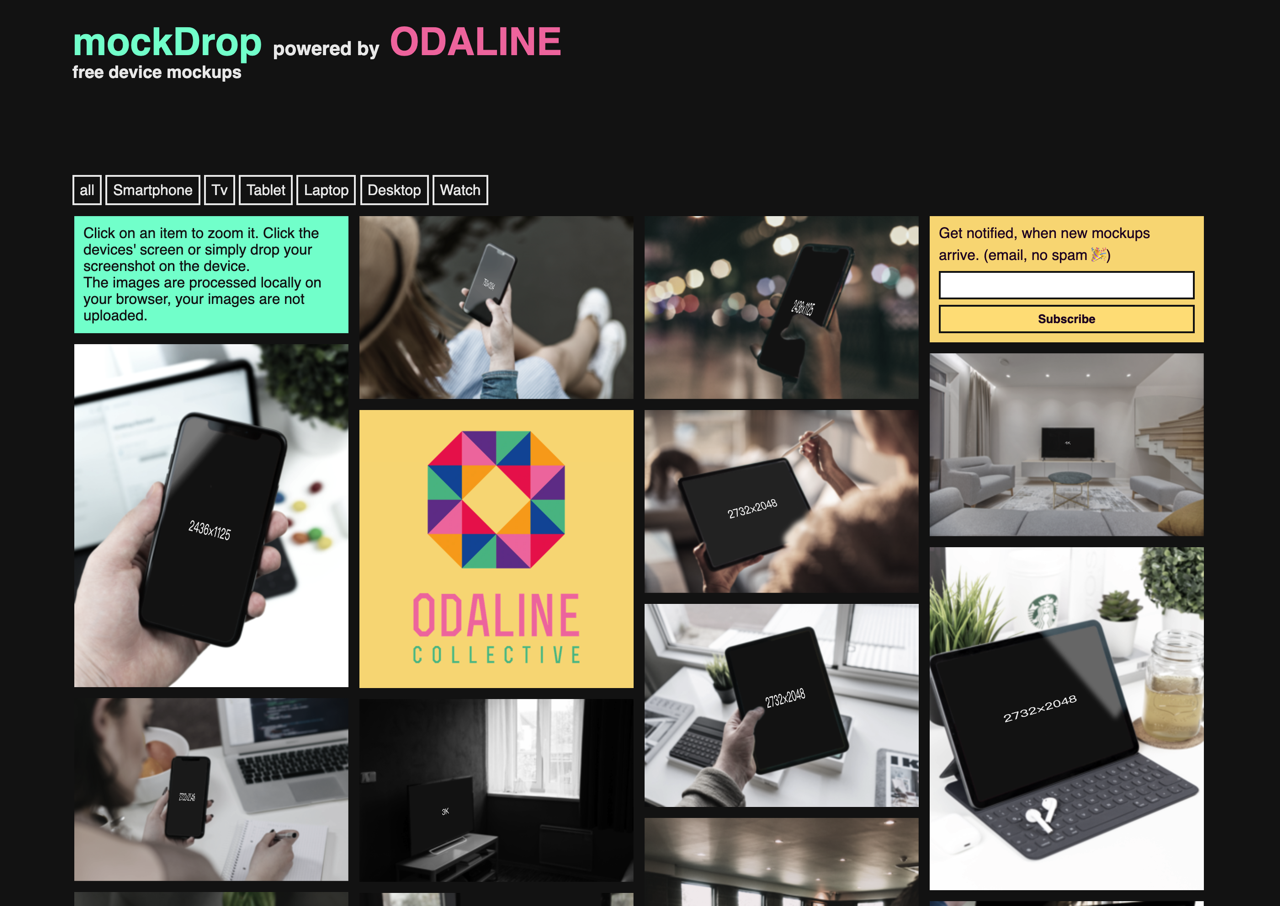 mockDrop powered by ODALINE
free device mockups
all Smartphone Tv Tablet Laptop Desktop Watch
Click on an item to zoom it. Click the
devices' screen or simply drop your
screenshot on the device.
The images are processed locally on
your browser, your images are not
uploaded.
2436x1125
ODALINE
COLLECTIVE
3K
2436x1125
2732x2048
2732x2048
Get notified, when new mockups
arrive. (email, no spam 🎉)
Subscribe
4K
2732x2048